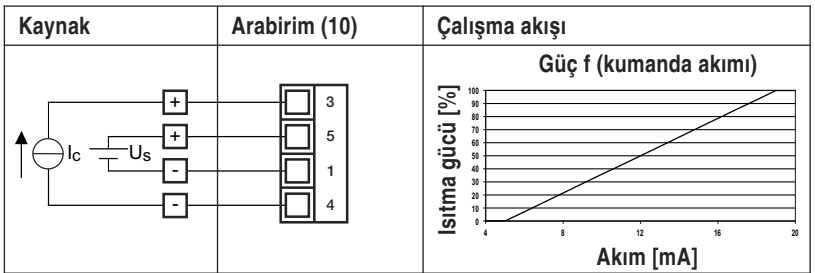 Kaynak
Arabirim (10)
Çalışma akışı
+ 3
+ 5
Ic Us
- 1
- 4
Güç f (kumanda akımı)
Isıtma gücü [%]
100
90
80
70
60
50
40
30
20
10
0
4 8 12 16 20
Akım [mA]